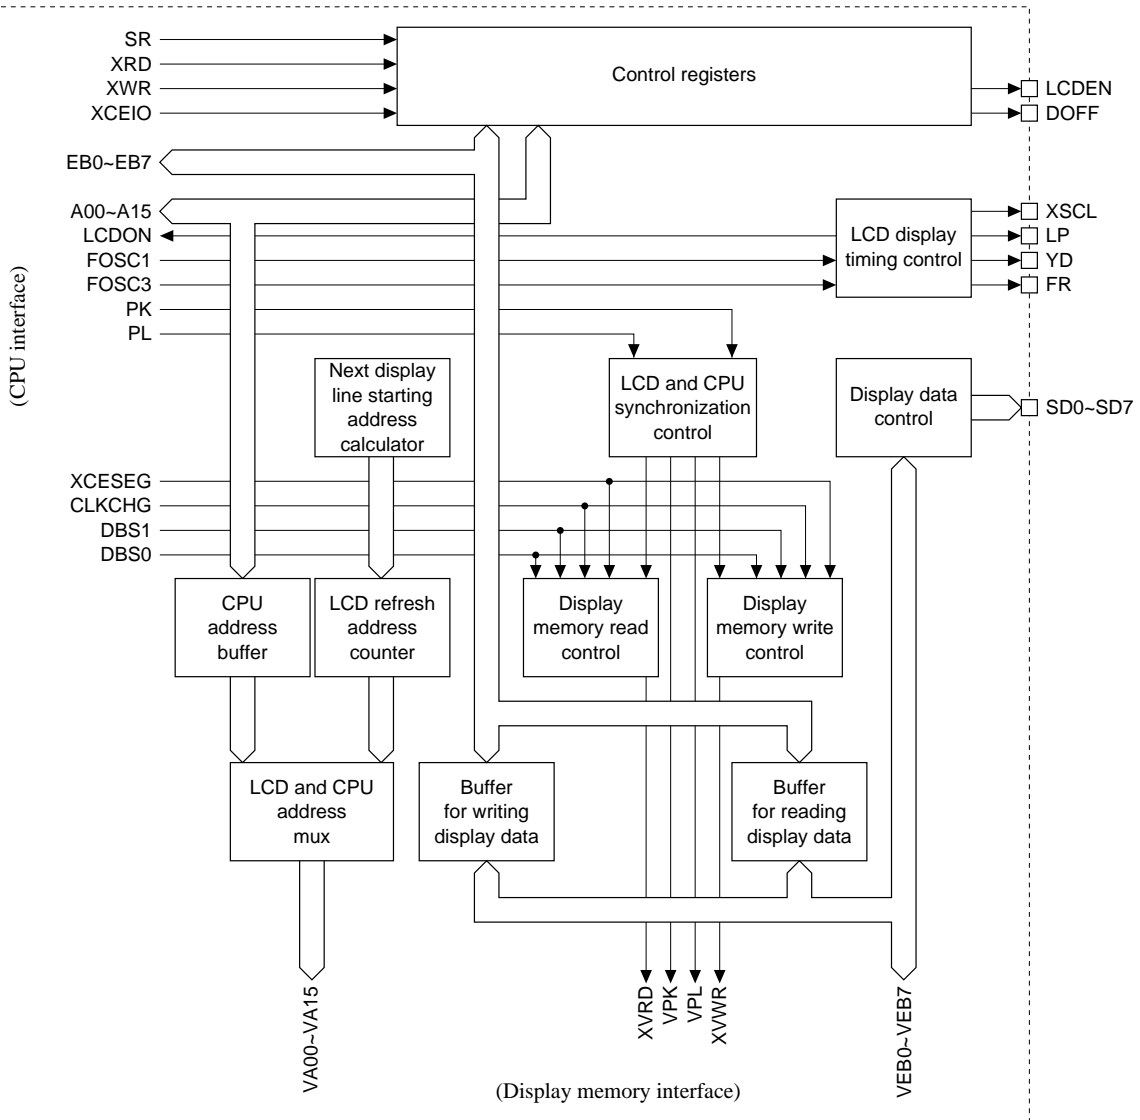 SR
XRD
XWR
XCEIO
Control registers
LCDEN
DOFF
EB0~EB7
A00~A15
LCDON
FOSC1
FOSC3
PK
PL
LCD display
timing control
XSCL
LP
YD
FR
(CPU interface)
Next display
line starting
address
calculator
LCD and CPU
synchronization
control
Display data
control
SD0~SD7
XCESEG
CLKCHG
DBS1
DBS0
CPU
address
buffer
LCD refresh
address
counter
Display
memory read
control
Display
memory write
control
LCD and CPU
address
mux
Buffer
for writing
display data
Buffer
for reading
display data
VA00~VA15
XVRD
VPK
VPL
XVWR
VEB0~VEB7
(Display memory interface)